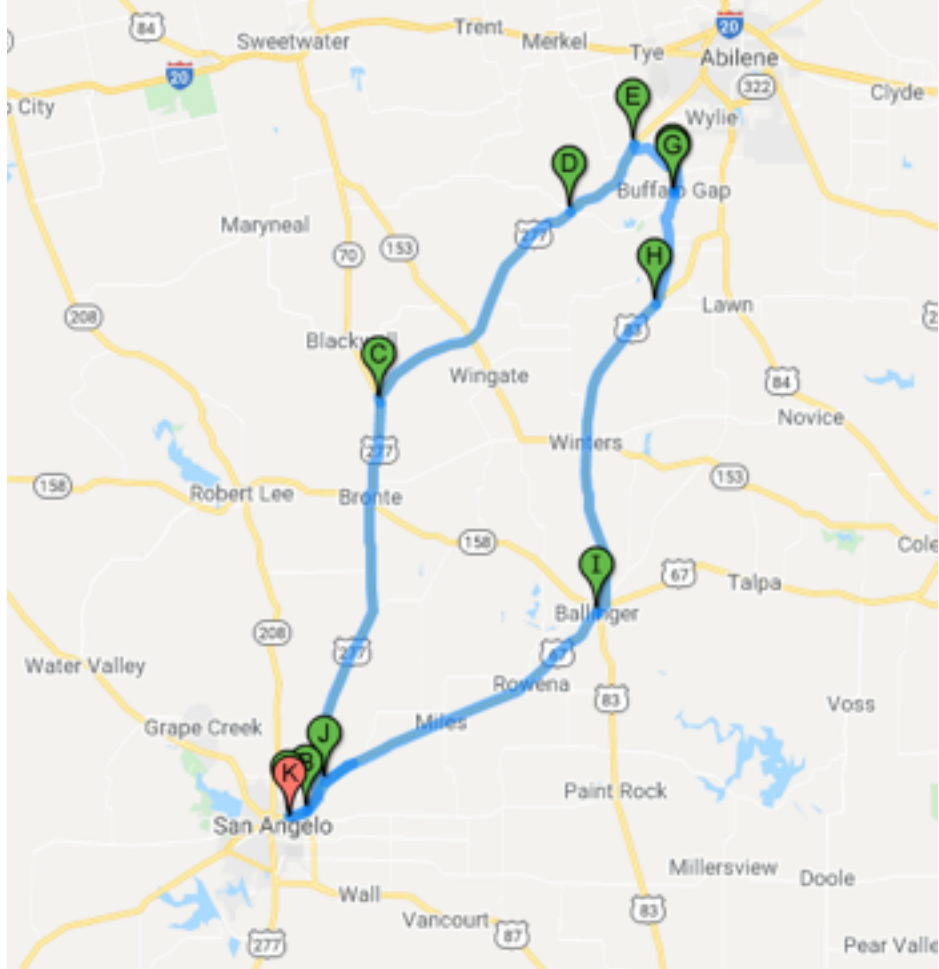 84
Trent
20
Sweetwater
Merkel
Tye
Abilene
20
322
Clyde
o City
E
Wylie
G
D
Buffalo Gap
Maryneal
277
153
70
H
Lawn
208
83
Blackwell
C
Wingate
84
Novice
277
Winters
158
Robert Lee
Bronte
153
158
Cole
I
67
Talpa
Ballinger
208
277
67
Water Valley
Rowena
83
Voss
Grape Creek
Miles
J
B
K
Paint Rock
San Angelo
Millersview
Doole
Wall
83
Vancourt
87
277
Pear Valle